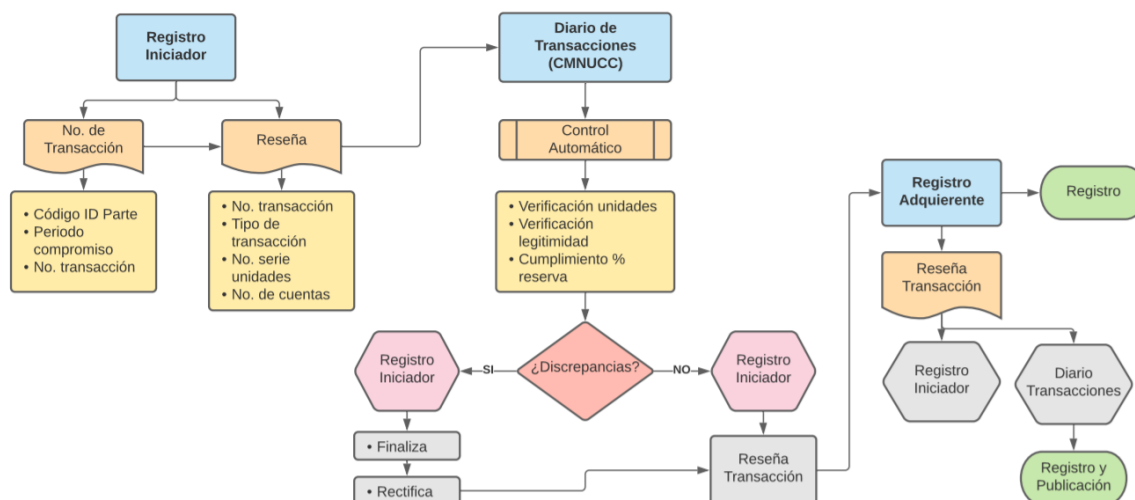 Registro
Iniciador
No. de
Transacción
Reseña
• Código ID Parte
• Periodo
compromiso
• No. transacción
• No. transacción
• Tipo de
transacción
• No. serie
unidades
• No. de cuentas
Diario de
Transacciones
(CMNUCC)
Control
Automático
• Verificación unidades
• Verificación
legitimidad
• Cumplimiento %
reserva
¿Discrepancias?
SI
NO
Registro
Iniciador
• Finaliza
• Rectifica
Registro
Iniciador
Reseña
Transacción
Registro
Adquierente
Registro
Reseña
Transacción
Registro
Iniciador
Diario
Transacciones
Registro y
Publicación